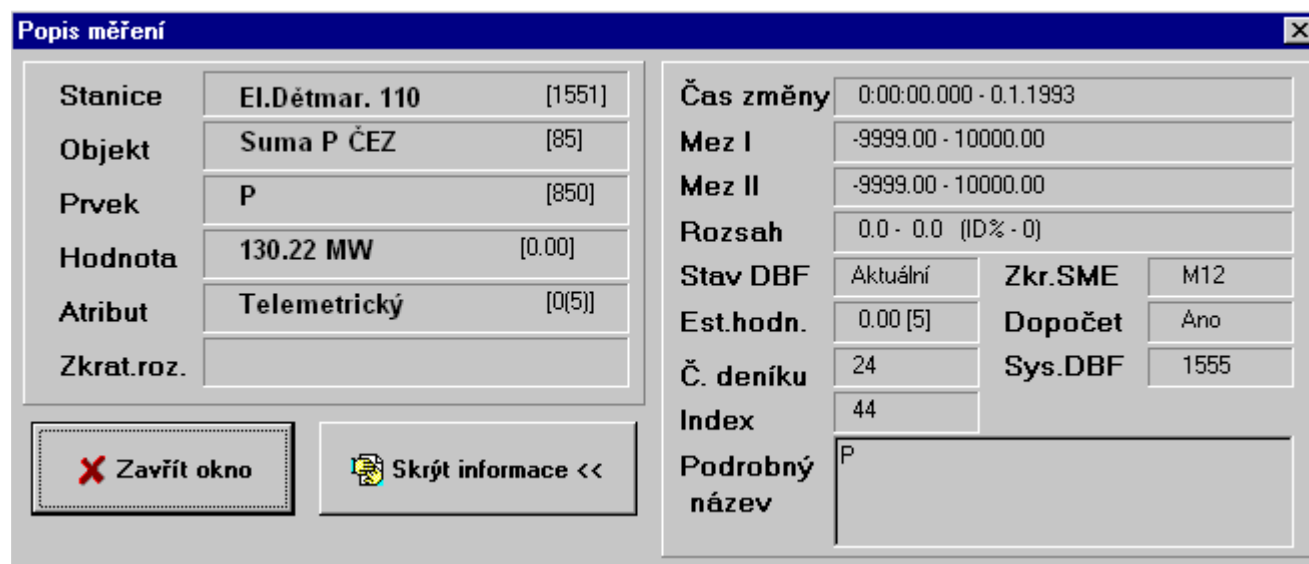 Popis měření
Stanice El.Dětmar. 110 [1551]
Objekt Suma P ČEZ [85]
Prvek P [850]
Hodnota 130.22 MW [0.00]
Atribut Telemetrický [0(5)]
Zkrat.roz.
Zavřít okno
Skrýt informace <<
Čas změny 0:00:00.000 - 0.1.1993
Mez I -9999.00 - 10000.00
Mez II -9999.00 - 10000.00
Rozsah 0.0 - 0.0 (ID% - 0)
Stav DBF Aktuální Zkr.SME M12
Est.hodn. 0.00 [5] Dopočet Ano
Č. deníku 24 Sys.DBF 1555
Index 44
Podrobný P
název